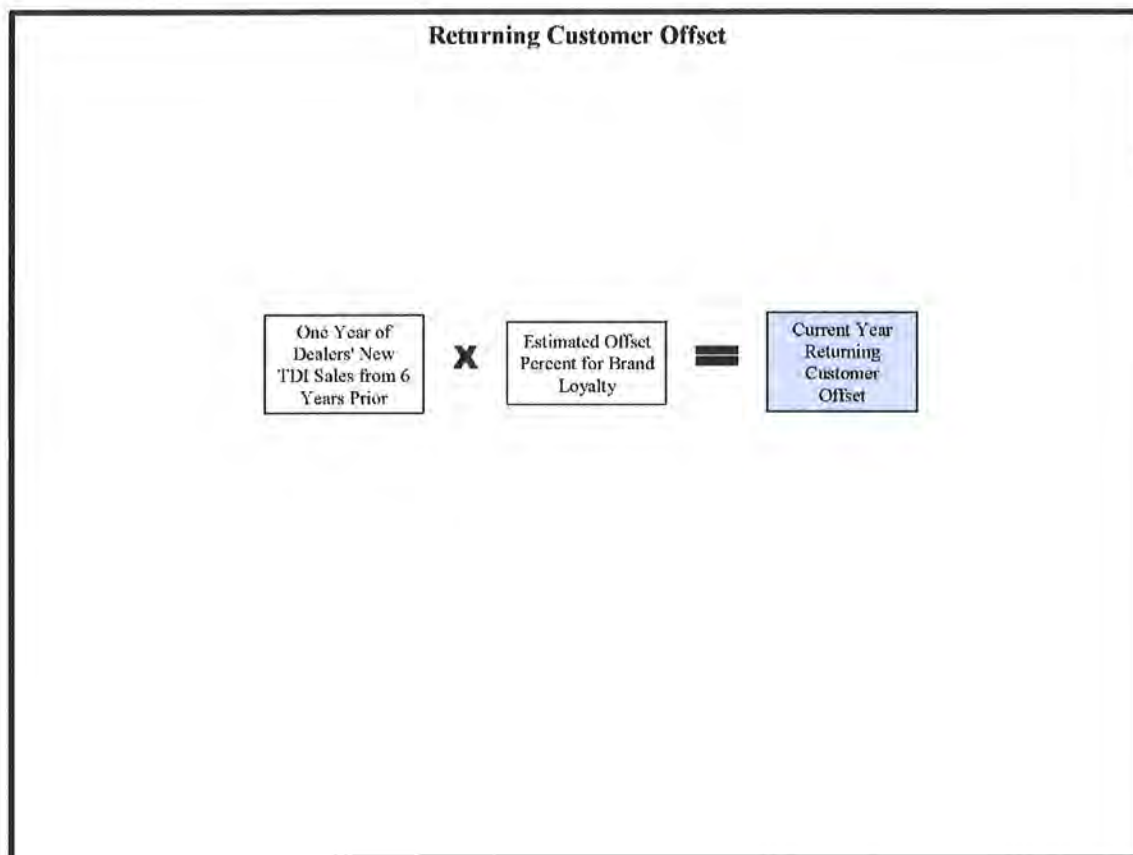 Returning Customer Offset
One Year of
Dealers' New
TDI Sales from 6
Years Prior
x
Estimated Offset
Percent for Brand
Loyalty
=
Current Year
Returning
Customer
Offset